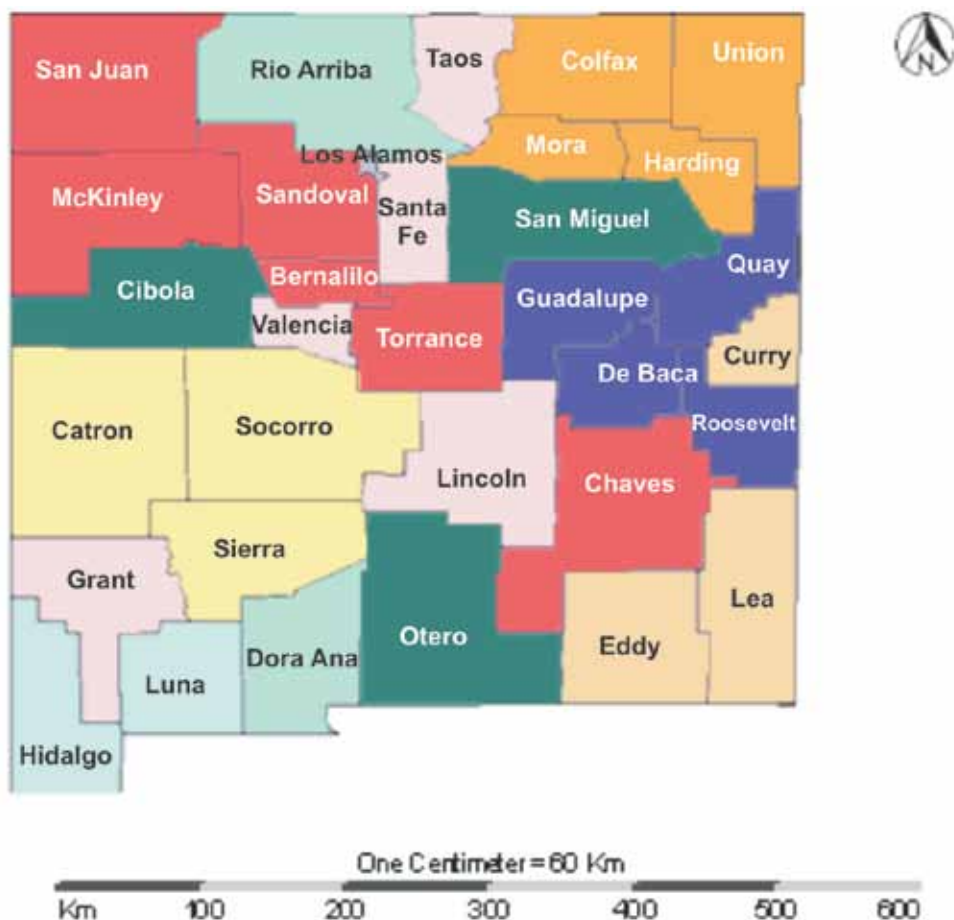 San Juan
Rio Arriba
Taos
Colfax
Union
Los Alamos
Mora
Harding
McKinley
Sandoval
Santa
Fe
San Miguel
Quay
Cibola
Bernalilo
Guadalupe
Valencia
Torrance
Curry
De Baca
Roosevelt
Catron
Socorro
Lincoln
Chaves
Sierra
Grant
Lea
Otero
Eddy
Dora Ana
Luna
Hidalgo
N
One Centimeter = 60 Km
Km 100 200 300 400 500 600